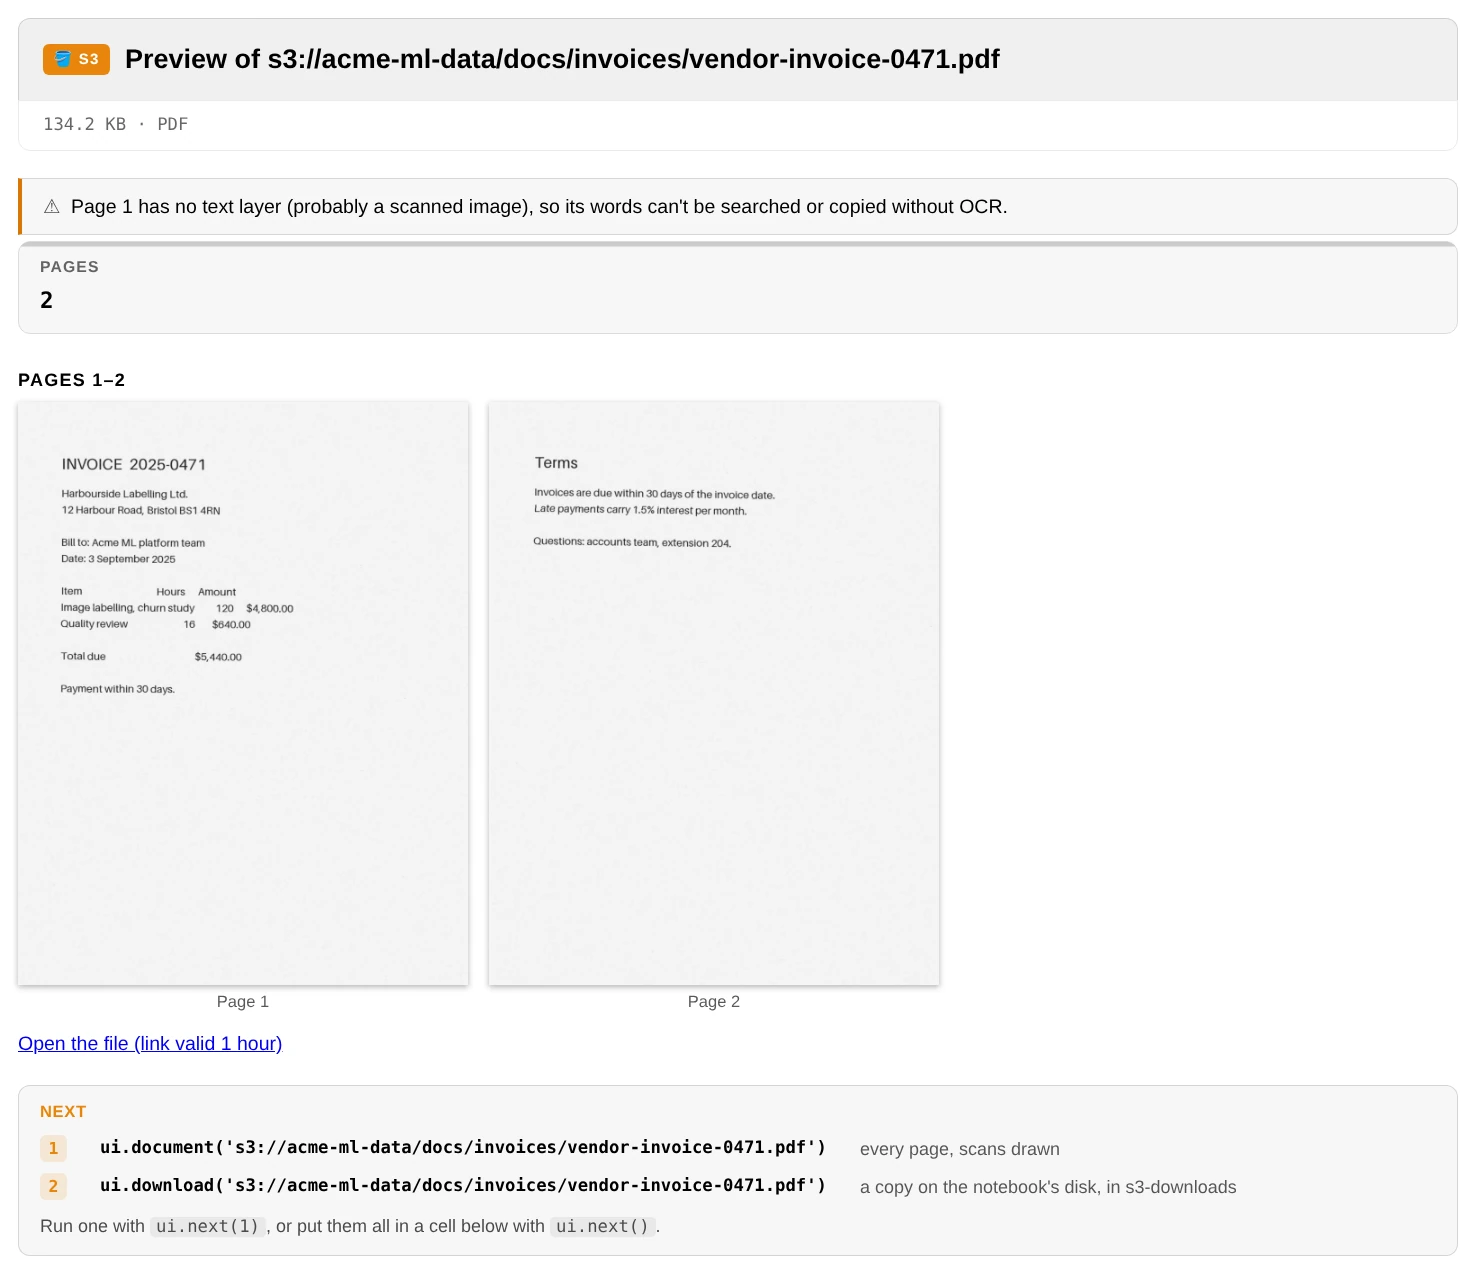 S3 Preview of s3://acme-ml-data/docs/invoices/vendor-invoice-0471.pdf
134.2 KB · PDF
⚠ Page 1 has no text layer (probably a scanned image), so its words can't be searched or copied without OCR.
PAGES
2
PAGES 1–2
INVOICE 2025-0471
Harbourside Labelling Ltd.
12 Harbour Road, Bristol BS1 4RN
Bill to: Acme ML platform team
Date: 3 September 2025
Item Hours Amount
Image labelling, churn study 120 $4,800.00
Quality review 16 $640.00
Total due $5,440.00
Payment within 30 days.
Page 1
Terms
Invoices are due within 30 days of the invoice date.
Late payments carry 1.5% interest per month.
Questions: accounts team, extension 204.
Page 2
Open the file (link valid 1 hour)
NEXT
1 ui.document('s3://acme-ml-data/docs/invoices/vendor-invoice-0471.pdf') every page, scans drawn
2 ui.download('s3://acme-ml-data/docs/invoices/vendor-invoice-0471.pdf') a copy on the notebook's disk, in s3-downloads
Run one with ui.next(1), or put them all in a cell below with ui.next().